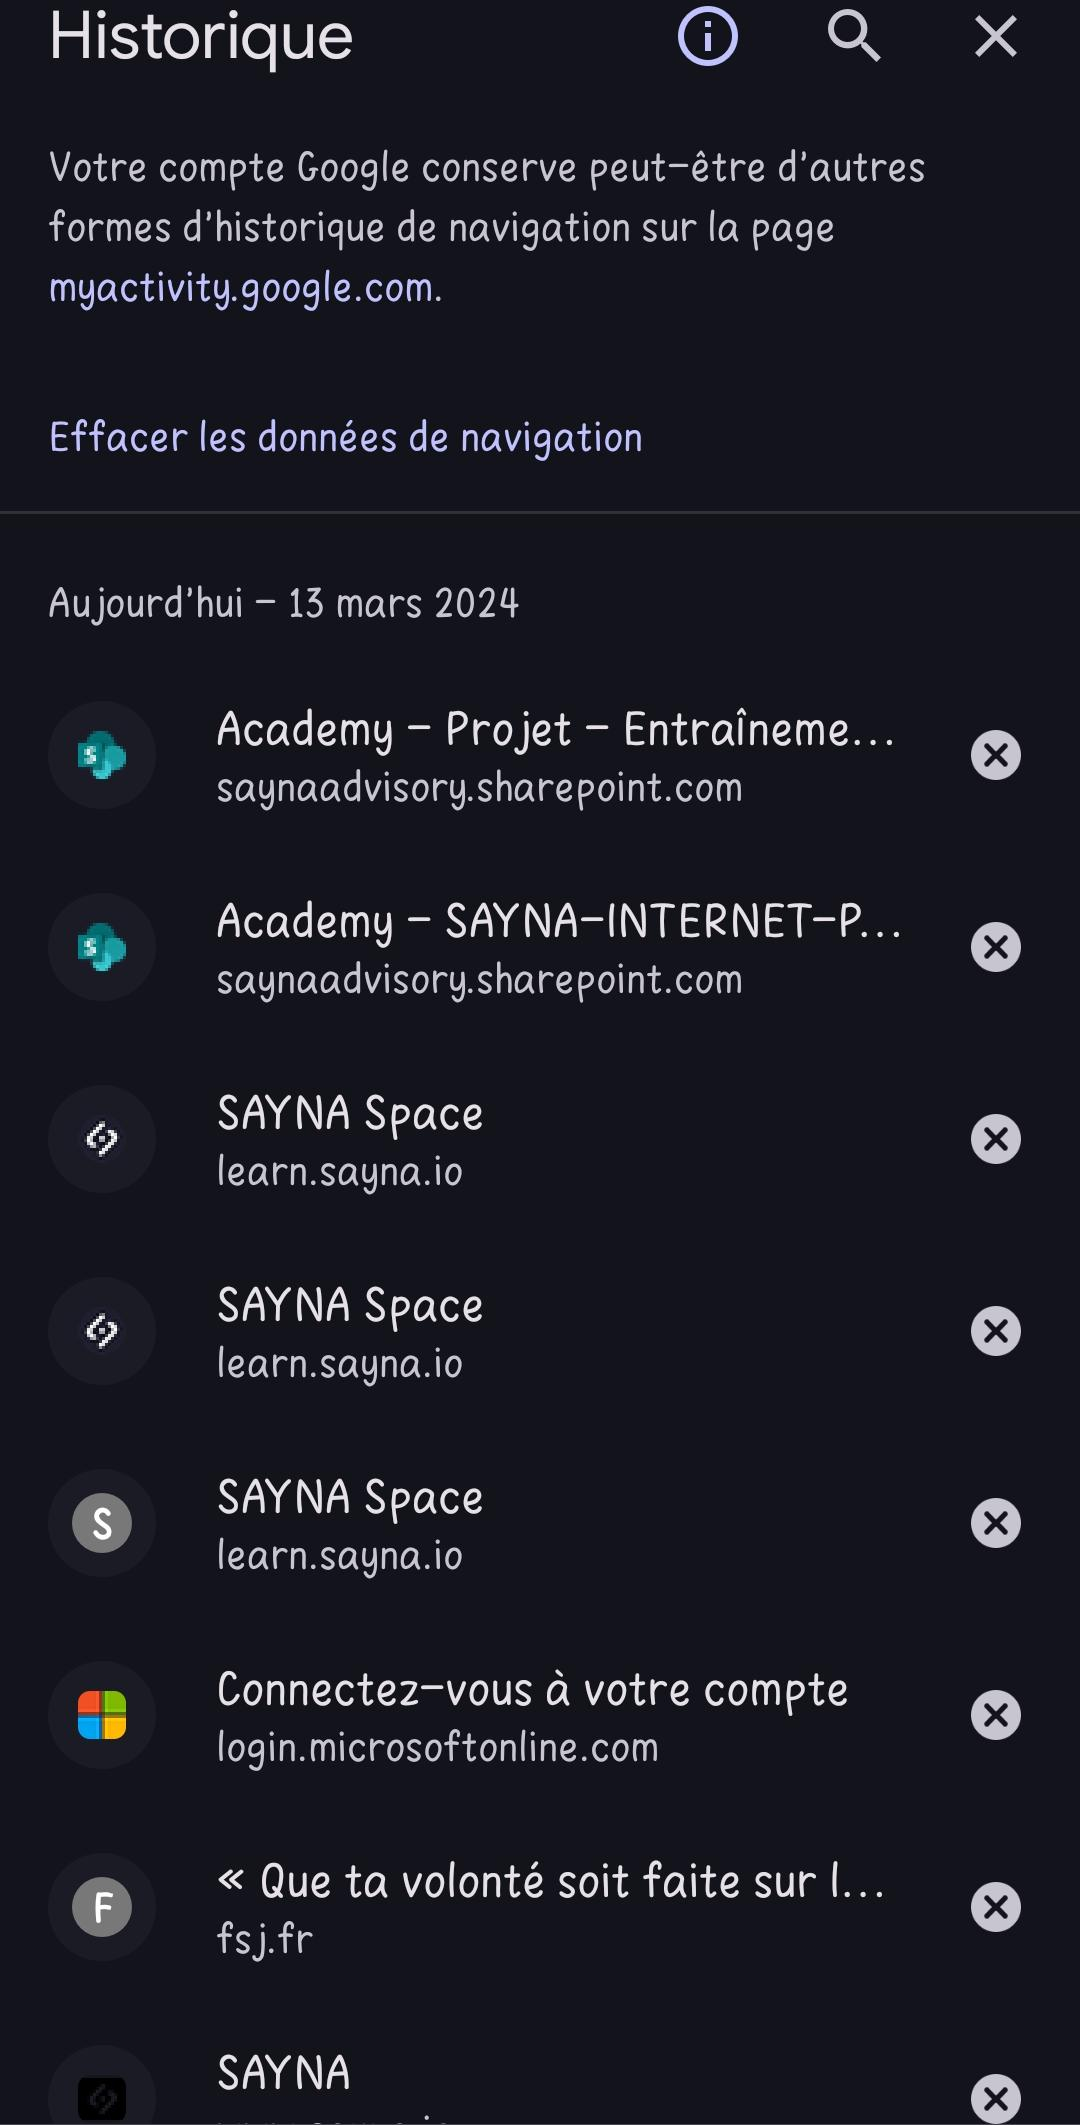 Historique
Votre compte Google conserve peut-être d'autres
formes d'historique de navigation sur la page
myactivity.google.com.
Effacer les données de navigation
Aujourd'hui – 13 mars 2024
Academy – Projet – Entraîneme...
saynaadvisory.sharepoint.com
Academy – SAYNA-INTERNET-P...
saynaadvisory.sharepoint.com
SAYNA Space
learn.sayna.io
SAYNA Space
learn.sayna.io
S
SAYNA Space
learn.sayna.io
Connectez-vous à votre compte
login.microsoftonline.com
F
« Que ta volonté soit faite sur l...
fsj.fr
SAYNA